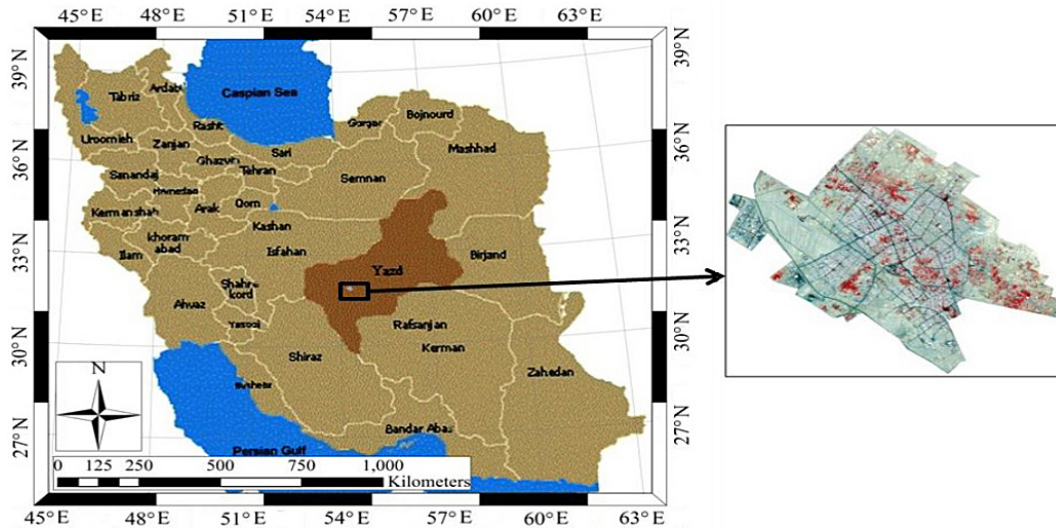 45°E 48°E 51°E 54°E 57°E 60°E 63°E
39°N
36°N
33°N
30°N
27°N
39°N
36°N
33°N
30°N
27°N
Caspian Sea
Tabriz
Rasht
Gorgan
Bojnourd
Uroomieh
Zanjan
Sari
Mashhad
Ghazvin
Tehran
Sanandaj
Semnan
Hamedan
Kermanshah
Arak
Qom
Kashan
Khoram-
abad
Ilam
Isfahan
Birjand
Yazd
Shahre
kord
Ahvaz
Yasooj
Rafsanjan
Shiraz
Kerman
Zahedan
N
Bandar Abas
Persian Gulf
0 125 250 500 750 1,000
Kilometers
45°E 48°E 51°E 54°E 57°E 60°E 63°E